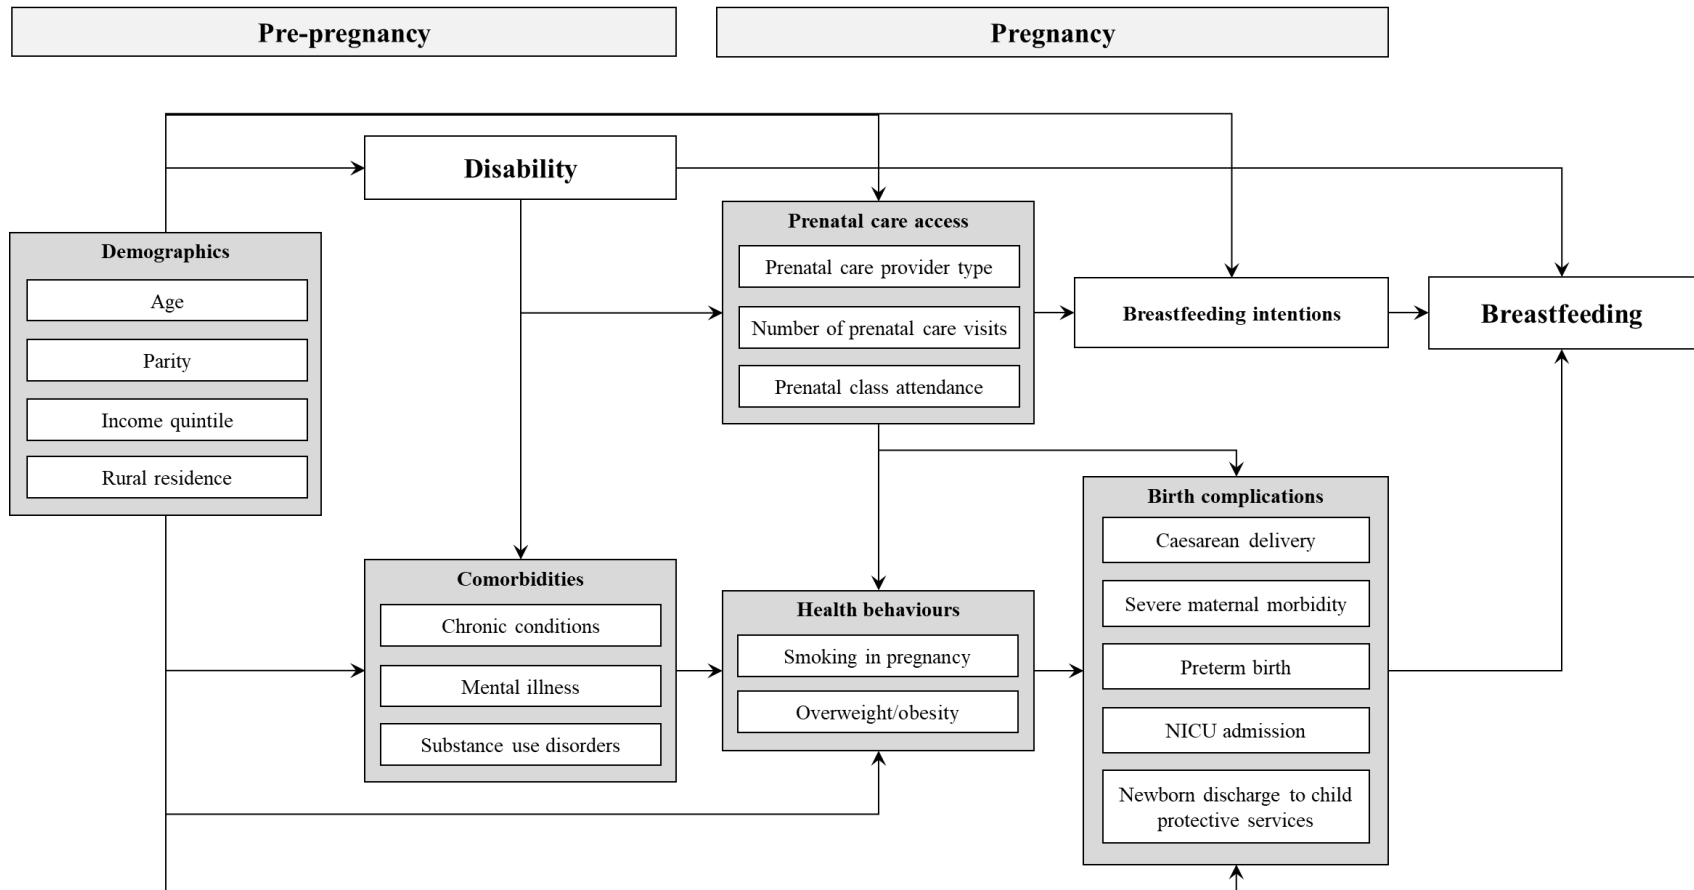 Pre-pregnancy
Pregnancy
Disability
Demographics
Age
Parity
Income quintile
Rural residence
Prenatal care access
Prenatal care provider type
Number of prenatal care visits
Prenatal class attendance
Breastfeeding intentions
Breastfeeding
Comorbidities
Chronic conditions
Mental illness
Substance use disorders
Health behaviours
Smoking in pregnancy
Overweight/obesity
Birth complications
Caesarean delivery
Severe maternal morbidity
Preterm birth
NICU admission
Newborn discharge to child
protective services